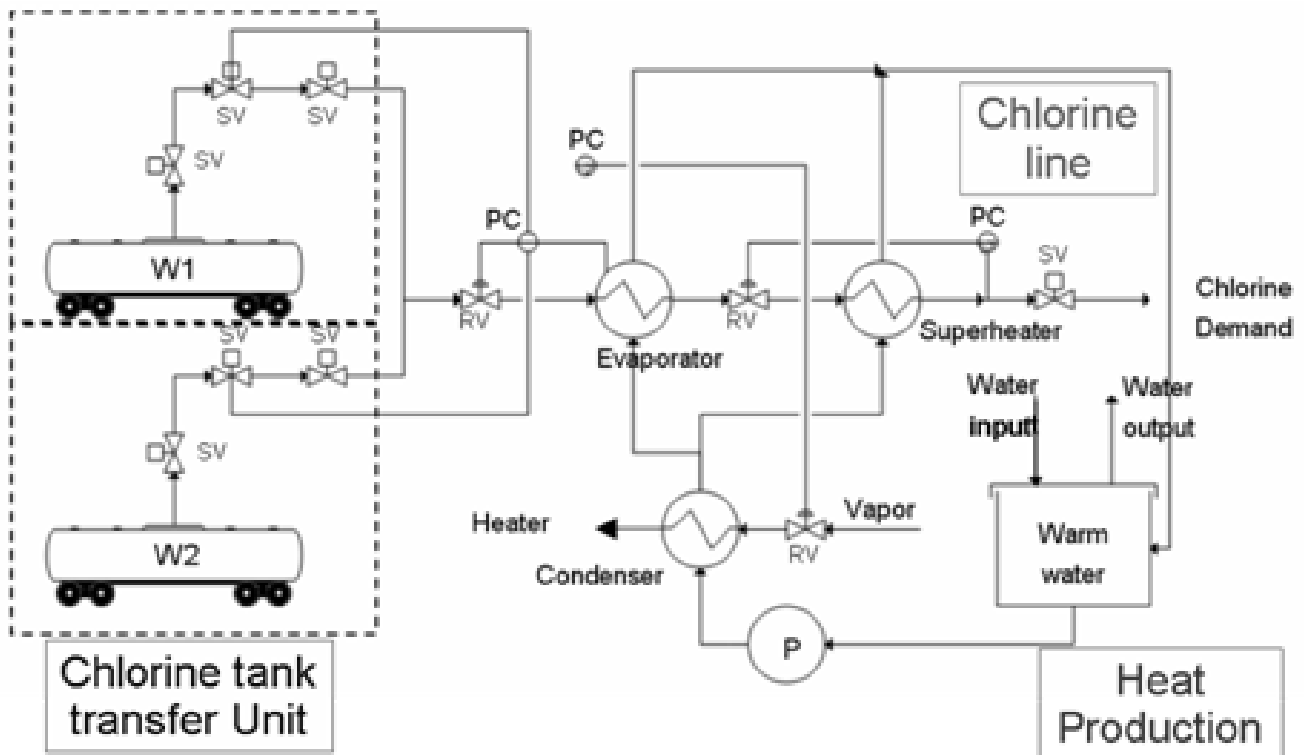 SV
SV
SV
W1
PC
RV
PC
Evaporator
RV
Chlorine
line
PC
SV
Superheater
Chlorine
Demand
SV
SV
SV
W2
Chlorine tank
transfer Unit
Water
input!
Water
output
Heater
Condenser
Vapor
RV
P
Warm
water
Heat
Production